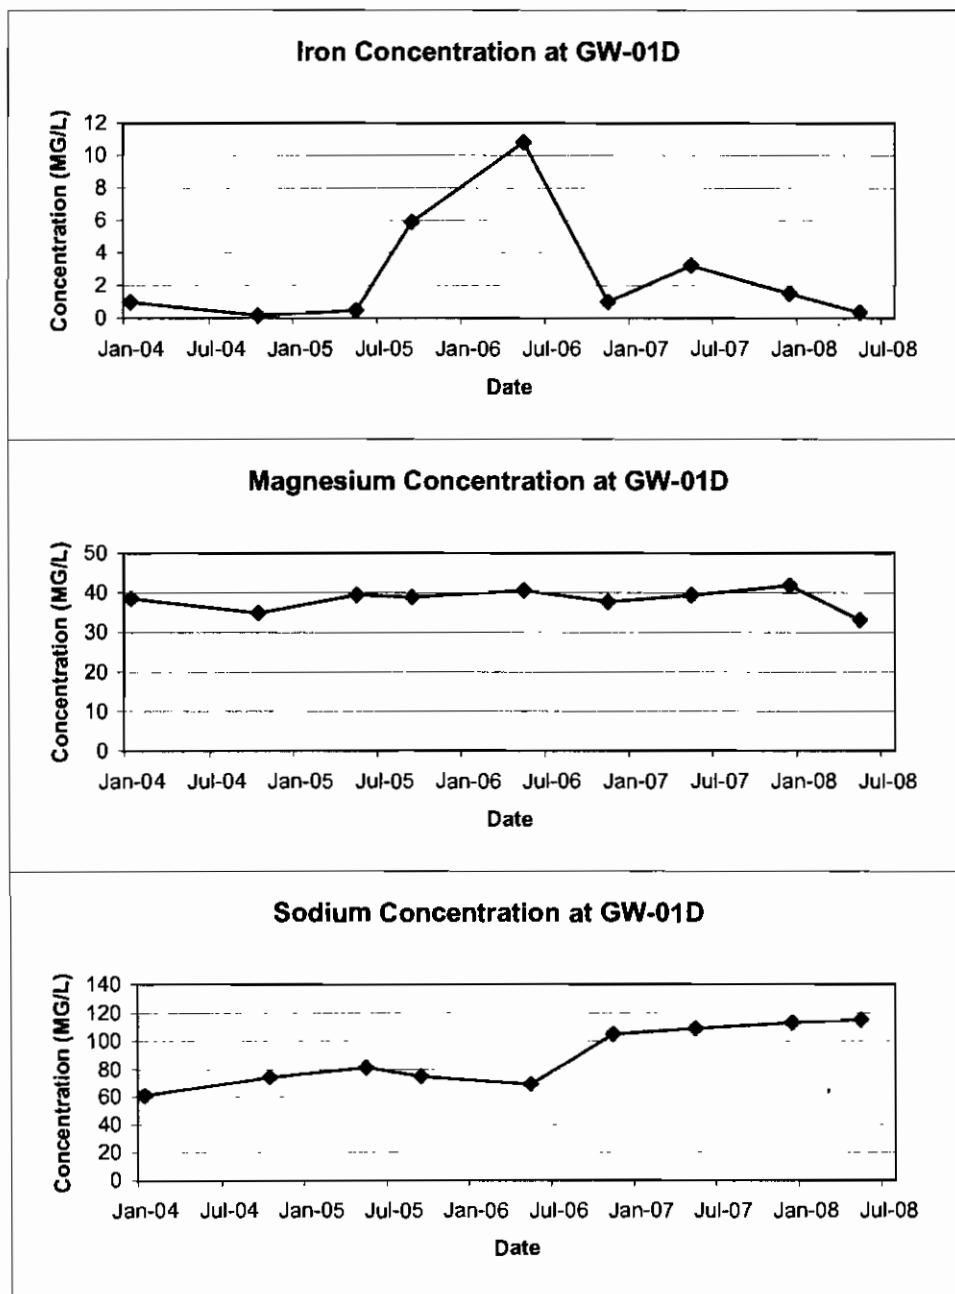 Iron Concentration at GW-01D
Concentration (MG/L)
12
10
8
6
4
2
0
Jan-04 Jul-04 Jan-05 Jul-05 Jan-06 Jul-06 Jan-07 Jul-07 Jan-08 Jul-08
Date
Magnesium Concentration at GW-01D
Concentration (MG/L)
50
40
30
20
10
0
Jan-04 Jul-04 Jan-05 Jul-05 Jan-06 Jul-06 Jan-07 Jul-07 Jan-08 Jul-08
Date
Sodium Concentration at GW-01D
Concentration (MG/L)
140
120
100
80
60
40
20
0
Jan-04 Jul-04 Jan-05 Jul-05 Jan-06 Jul-06 Jan-07 Jul-07 Jan-08 Jul-08
Date